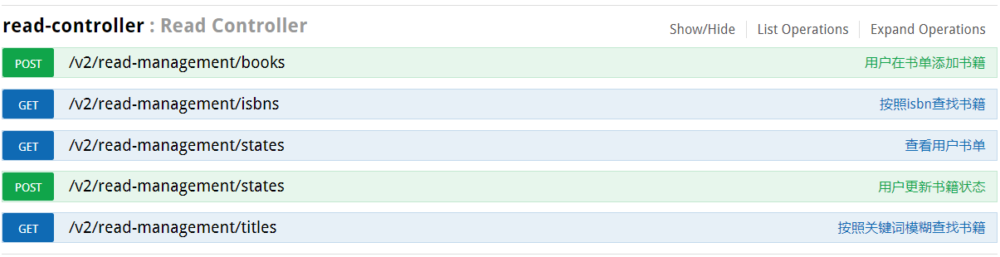 read-controller : Read Controller Show/Hide List Operations Expand Operations
POST /v2/read-management/books 用户在书单添加书籍
GET /v2/read-management/isbns 按照isbn查找书籍
GET /v2/read-management/states 查看用户书单
POST /v2/read-management/states 用户更新书籍状态
GET /v2/read-management/titles 按照关键词模糊查找书籍